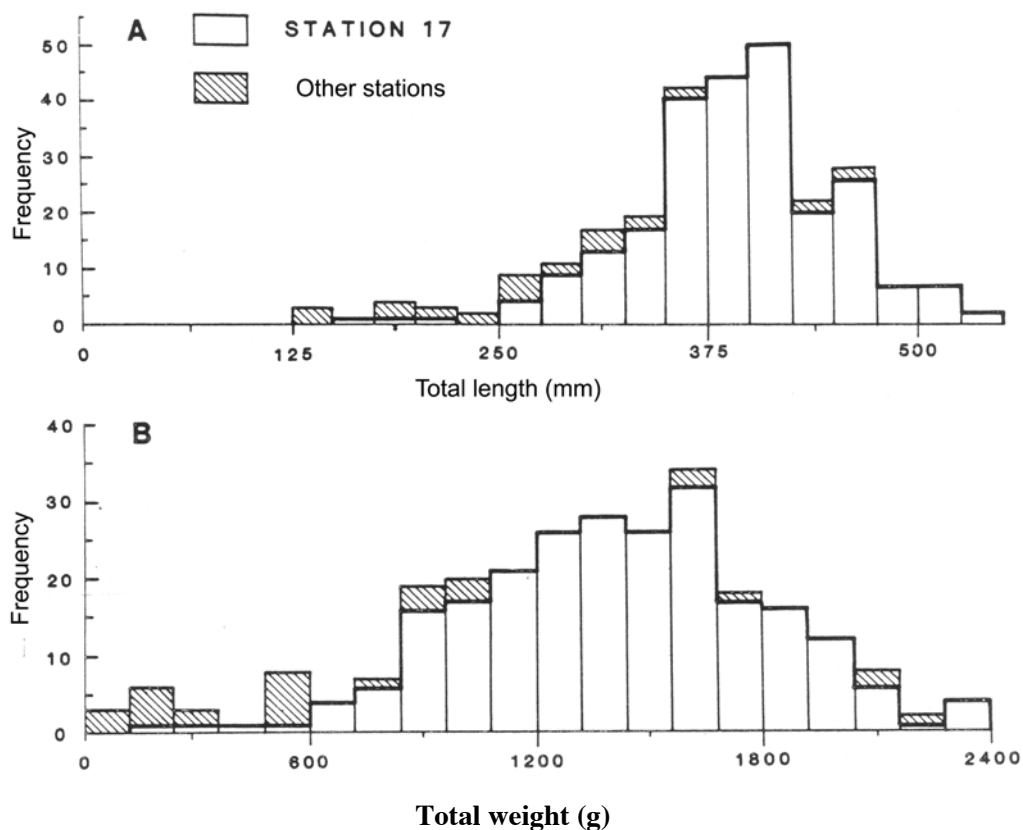 A STATION 17
Other stations
Frequency
50
40
30
20
10
0
0 125 250 375 500
Total length (mm)
B
Frequency
40
30
20
10
0
0 600 1200 1800 2400
Total weight (g)